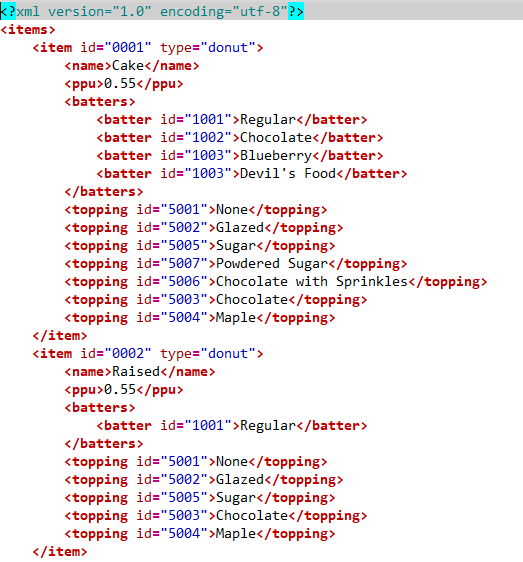 <?xml version="1.0" encoding="utf-8"?>
<items>
    <item id="0001" type="donut">
        <name>Cake</name>
        <ppu>0.55</ppu>
        <batters>
            <batter id="1001">Regular</batter>
            <batter id="1002">Chocolate</batter>
            <batter id="1003">Blueberry</batter>
            <batter id="1003">Devil's Food</batter>
        </batters>
        <topping id="5001">None</topping>
        <topping id="5002">Glazed</topping>
        <topping id="5005">Sugar</topping>
        <topping id="5007">Powdered Sugar</topping>
        <topping id="5006">Chocolate with Sprinkles</topping>
        <topping id="5003">Chocolate</topping>
        <topping id="5004">Maple</topping>
    </item>
    <item id="0002" type="donut">
        <name>Raised</name>
        <ppu>0.55</ppu>
        <batters>
            <batter id="1001">Regular</batter>
        </batters>
        <topping id="5001">None</topping>
        <topping id="5002">Glazed</topping>
        <topping id="5005">Sugar</topping>
        <topping id="5003">Chocolate</topping>
        <topping id="5004">Maple</topping>
    </item>